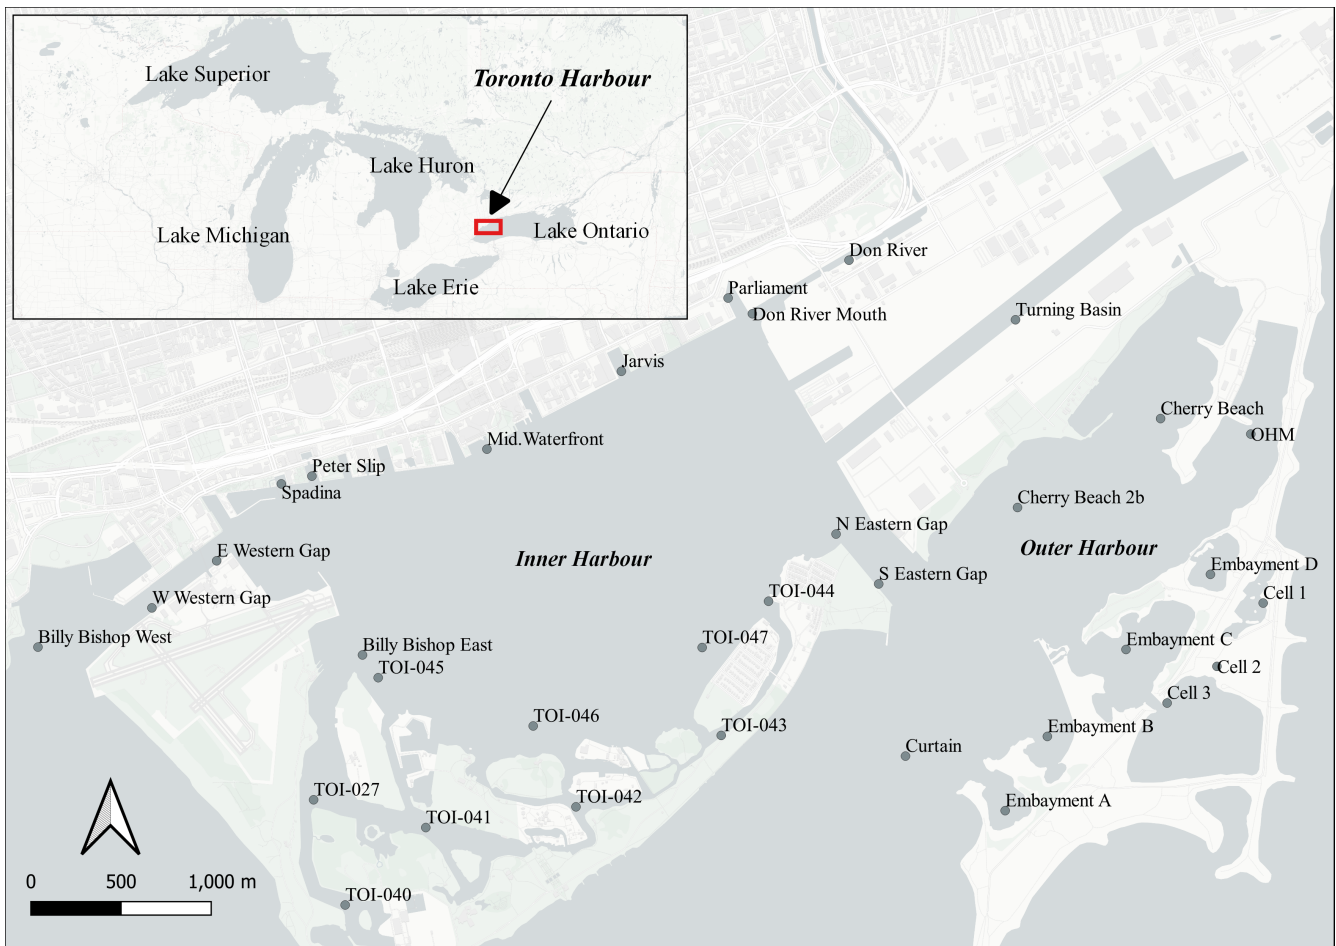 Lake Superior
Toronto Harbour
Lake Huron
Lake Michigan
Lake Ontario
Lake Erie
Don River
Parliament
Don River Mouth
Turning Basin
Jarvis
Cherry Beach
OHM
Mid.Waterfront
Peter Slip
Spadina
Cherry Beach 2b
N Eastern Gap
E Western Gap
Inner Harbour
Outer Harbour
Embayment D
S Eastern Gap
TOI-044
Cell 1
W Western Gap
Billy Bishop West
TOI-047
Embayment C
Billy Bishop East
TOI-045
Cell 2
Cell 3
TOI-046
TOI-043
Embayment B
Curtain
TOI-027
TOI-042
Embayment A
TOI-041
0 500 1,000 m
TOI-040